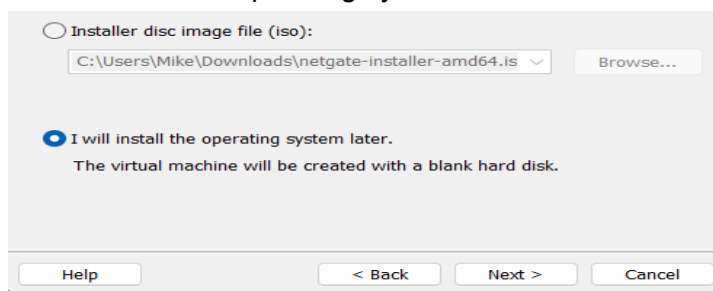 Installer disc image file (iso):
C:\Users\Mike\Downloads\netgate-installer-amd64.is
Browse...
I will install the operating system later.
The virtual machine will be created with a blank hard disk.
Help
< Back
Next >
Cancel